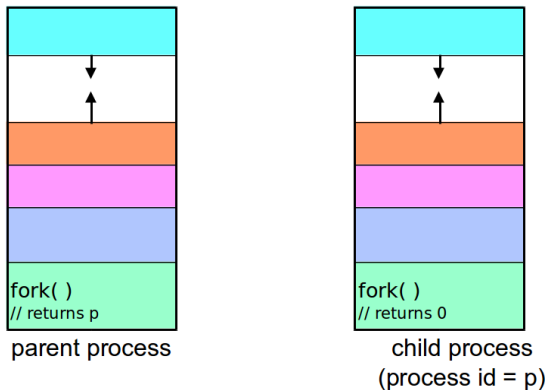 fork( )
// returns p
parent process
fork( )
// returns 0
child process
(process id = p)